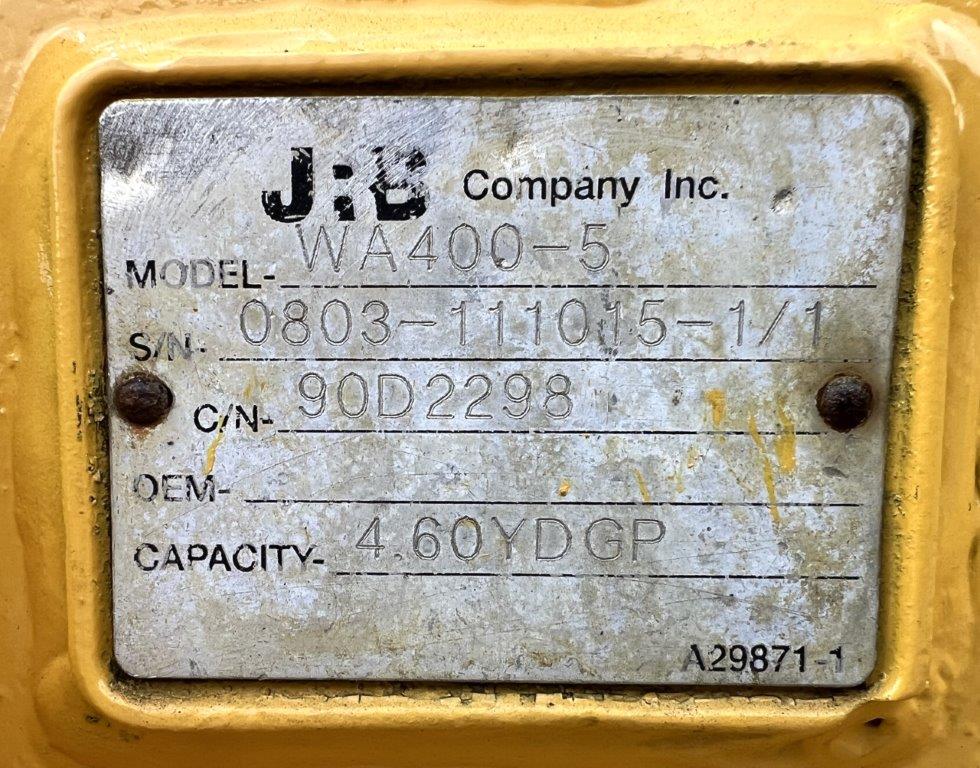 JRB Company Inc.
MODEL- WA400-5
S/N- 0803-111015-1/1
C/N- 90D2298
OEM-
CAPACITY- 4.60YDGP
A29871-1